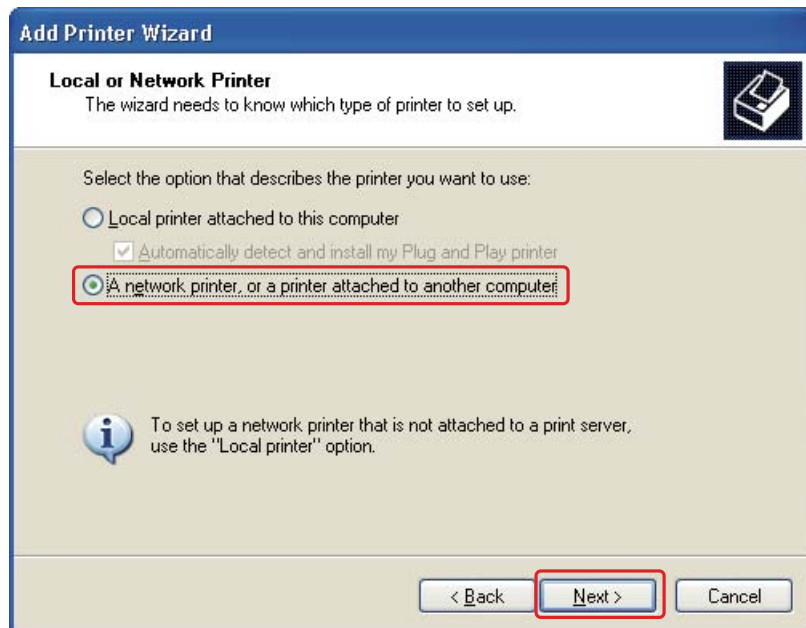 Add Printer Wizard
Local or Network Printer
The wizard needs to know which type of printer to set up.
Select the option that describes the printer you want to use:
Local printer attached to this computer
Automatically detect and install my Plug and Play printer
A network printer, or a printer attached to another computer
To set up a network printer that is not attached to a print server,
use the "Local printer" option.
< Back Next > Cancel